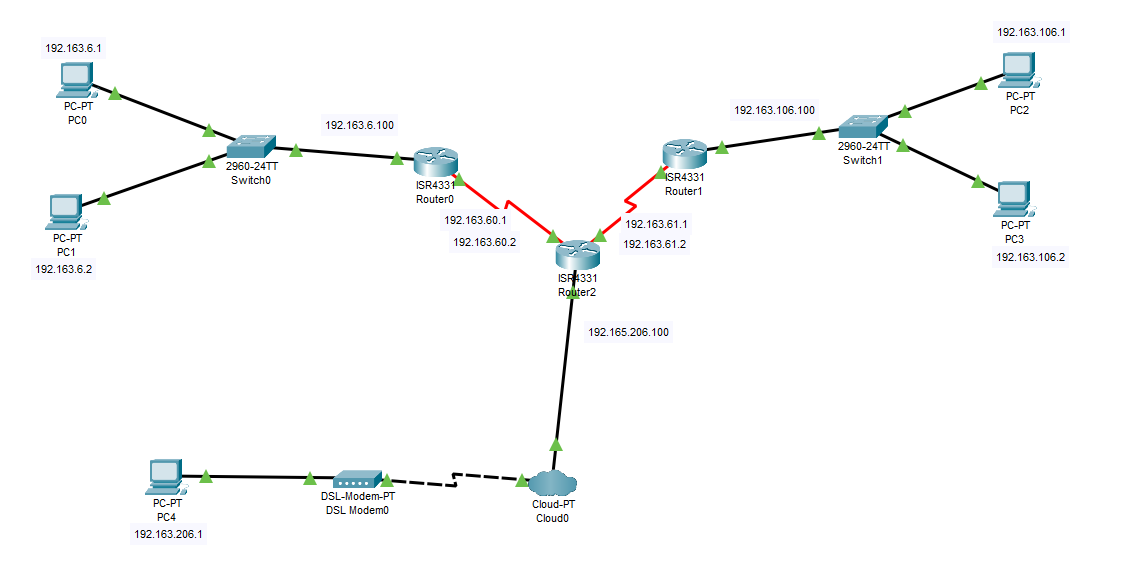 192.163.6.1
PC-PT
PC0
192.163.6.100
2960-24TT
Switch0
PC-PT
PC1
192.163.6.2
ISR4331
Router0
192.163.60.1
192.163.60.2
ISR4331
Router1
192.163.61.1
192.163.61.2
ISR4331
Router2
192.163.106.100
2960-24TT
Switch1
192.163.106.1
PC-PT
PC2
PC-PT
PC3
192.163.106.2
192.165.206.100
PC-PT
PC4
192.163.206.1
DSL-Modem-PT
DSL Modem0
Cloud-PT
Cloud0